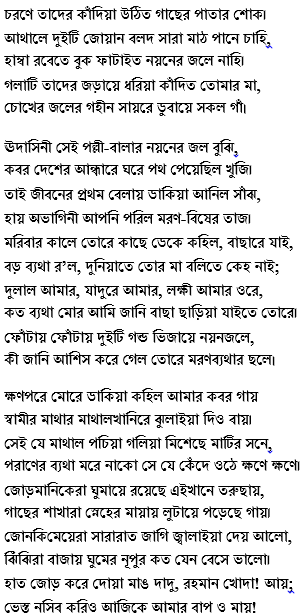 চরণে তাদের কাঁদিয়া উঠিত গাছের পাতার শোক।
আথালে দুইটি জোয়ান বলদ সারা মাঠ পানে চাহি,
হাম্বা রবেতে বুক ফাটাইত নয়নের জলে নাহি।
গলাটি তাদের জড়ায়ে ধরিয়া কাঁদিত তোমার মা,
চোখের জলের গহীন সায়রে ডুবায়ে সকল গাঁ।
ঊদাসিনী সেই পল্লী-বালার নয়নের জল বুঝি,
কবর দেশের আন্ধারে ঘরে পথ পেয়েছিল খুজি।
তাই জীবনের প্রথম বেলায় ডাকিয়া আনিল সাঁঝ,
হায় অভাগিনী আপনি পরিল মরণ-বিষের তাজ।
মরিবার কালে তোরে কাছে ডেকে কহিল, বাছারে যাই,
বড় ব্যথা র’ল, দুনিয়াতে তোর মা বলিতে কেহ নাই;
দুলাল আমার, যাদুরে আমার, লক্ষী আমার ওরে,
কত ব্যথা মোর আমি জানি বাছা ছাড়িয়া যাইতে তোরে।
ফোঁটায় ফোঁটায় দুইটি গন্ড ভিজায়ে নয়নজলে,
কী জানি আশিস করে গেল তোরে মরণব্যথার ছলে।
ক্ষণপরে মোরে ডাকিয়া কহিল আমার কবর গায়
স্বামীর মাথার মাথালখানিরে ঝুলাইয়া দিও বায়।
সেই যে মাথাল পচিয়া গলিয়া মিশেছে মাটির সনে,
পরাণের ব্যথা মরে নাকো সে যে কেঁদে ওঠে ক্ষণে ক্ষণে।
জোড়মানিকেরা ঘুমায়ে রয়েছে এইখানে তরুছায়,
গাছের শাখারা স্নেহের মায়ায় লুটায়ে পড়েছে গায়।
জোনকিমেয়েরা সারারাত জাগি জ্বালাইয়া দেয় আলো,
ঝিঁঝিরা বাজায় ঘুমের নূপুর কত যেন বেসে ভালো।
হাত জোড় করে দোয়া মাঙ দাদু, রহমান খোদা! আয়;
ভেস্ত নসিব করিও আজিকে আমার বাপ ও মায়!